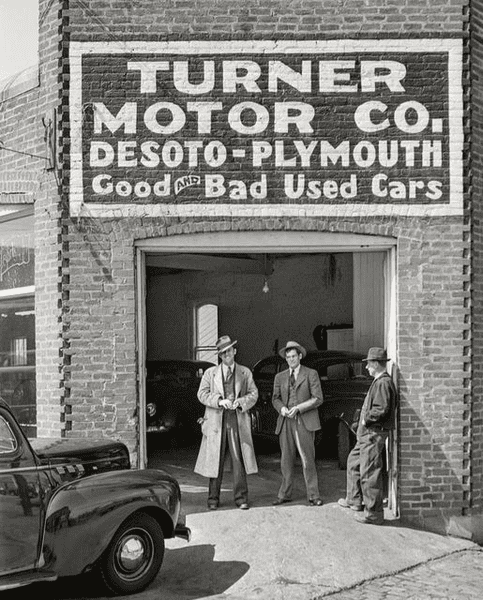 TURNER
MOTOR CO.
DESOTO-PLYMOUTH
Good AND Bad Used Cars